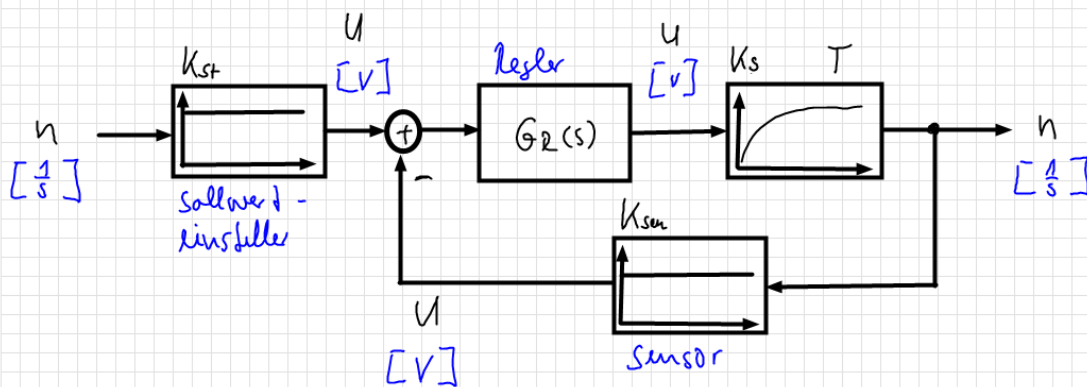 U
[V]
Kst
n
[1/s]
sollwert-
einsteller
+
-
Regler
GR(s)
u
[v]
Ks
T
n
[1/s]
Ksen
sensor
U
[V]